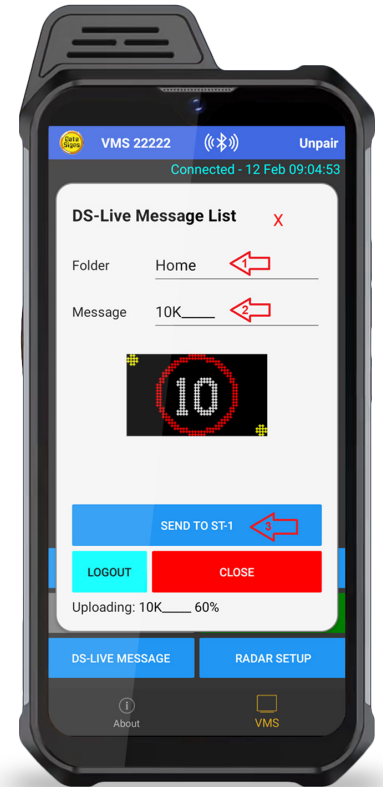 Data Signs
VMS 22222
Unpair
Connected - 12 Feb 09:04:53
DS-Live Message List
X
Folder
Home
1
Message
10K____
2
10
SEND TO ST-1
3
LOGOUT
CLOSE
Uploading: 10K____ 60%
DS-LIVE MESSAGE
RADAR SETUP
i
About
VMS